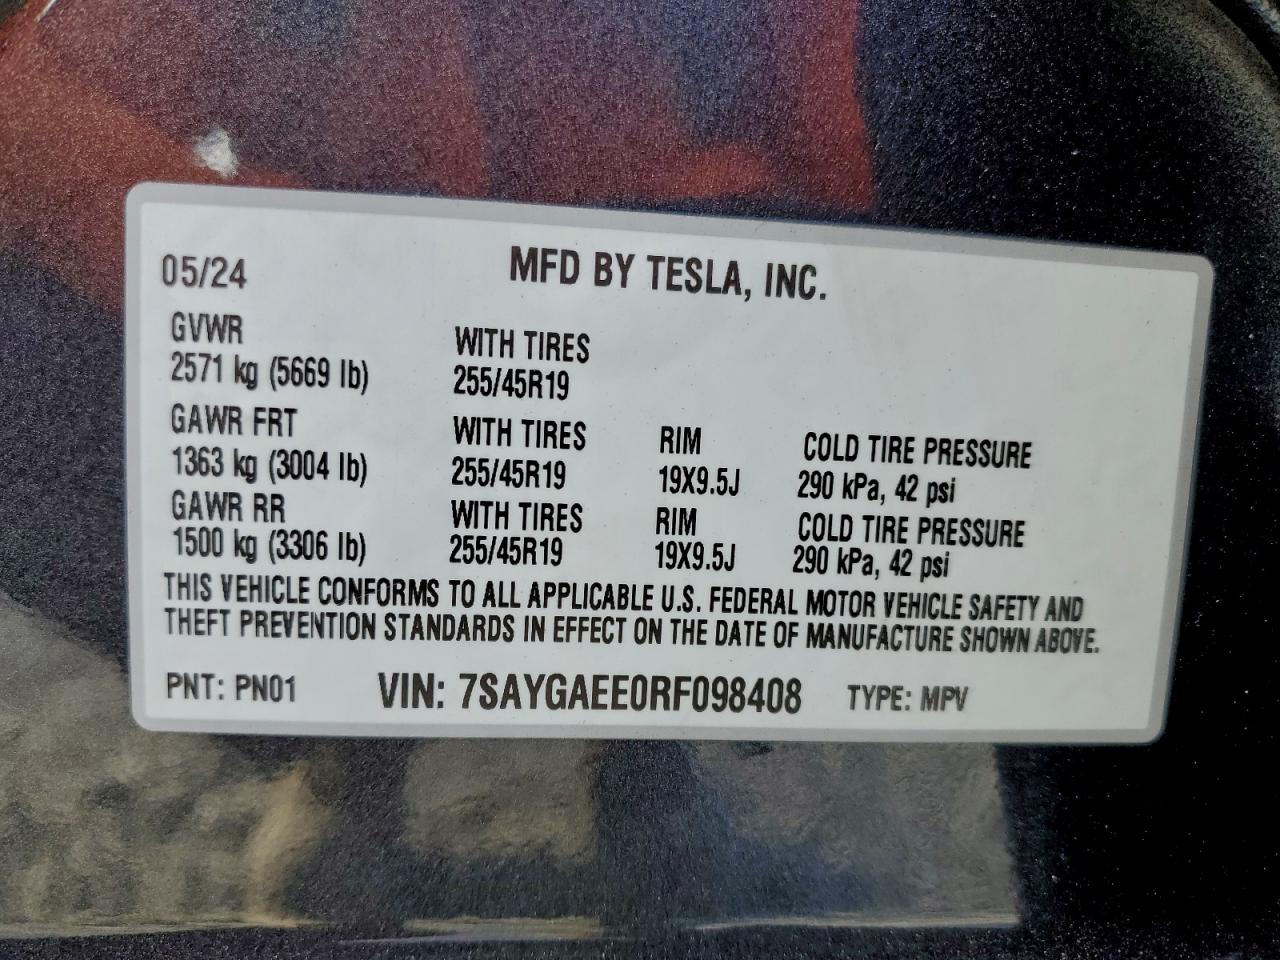 05/24 MFD BY TESLA, INC.
GVWR WITH TIRES
2571 kg (5669 lb) 255/45R19
GAWR FRT WITH TIRES RIM COLD TIRE PRESSURE
1363 kg (3004 lb) 255/45R19 19X9.5J 290 kPa, 42 psi
GAWR RR WITH TIRES RIM COLD TIRE PRESSURE
1500 kg (3306 lb) 255/45R19 19X9.5J 290 kPa, 42 psi
THIS VEHICLE CONFORMS TO ALL APPLICABLE U.S. FEDERAL MOTOR VEHICLE SAFETY AND
THEFT PREVENTION STANDARDS IN EFFECT ON THE DATE OF MANUFACTURE SHOWN ABOVE.
PNT: PN01 VIN: 7SAYGAEE0RF098408 TYPE: MPV